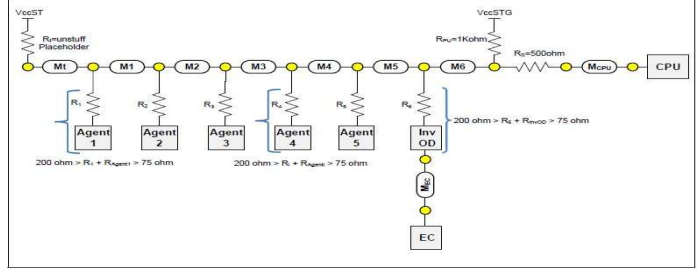 VccST
VccSTG
Rₜ=unstuff
Placeholder
Rₚᵤ=1Kohm
Rₛ=500ohm
Mt
M1
M2
M3
M4
M5
M6
MCPU
CPU
R₁
R₂
R₃
R₄
R₅
R₆
Agent
1
Agent
2
Agent
3
Agent
4
Agent
5
Inv
OD
200 ohm > R₆ + RInvOD > 75 ohm
200 ohm > R₁ + RAgent1 > 75 ohm
200 ohm > Rᵢ + RAgenti > 75 ohm
MEC
EC